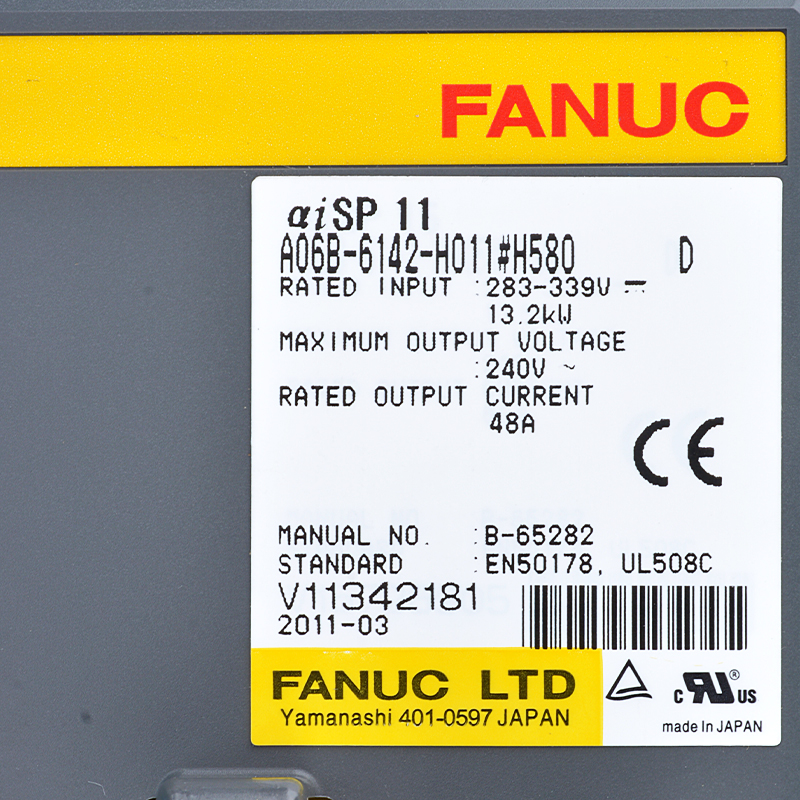 FANUC
αiSP 11
A06B-6142-H011#H580 D
RATED INPUT :283-339V ⎓
13.2kW
MAXIMUM OUTPUT VOLTAGE
:240V ~
RATED OUTPUT CURRENT
48A
CE
MANUAL NO. :B-65282
STANDARD :EN50178, UL508C
V11342181
2011-03
FANUC LTD
Yamanashi 401-0597 JAPAN
c RU ® US
made In JAPAN